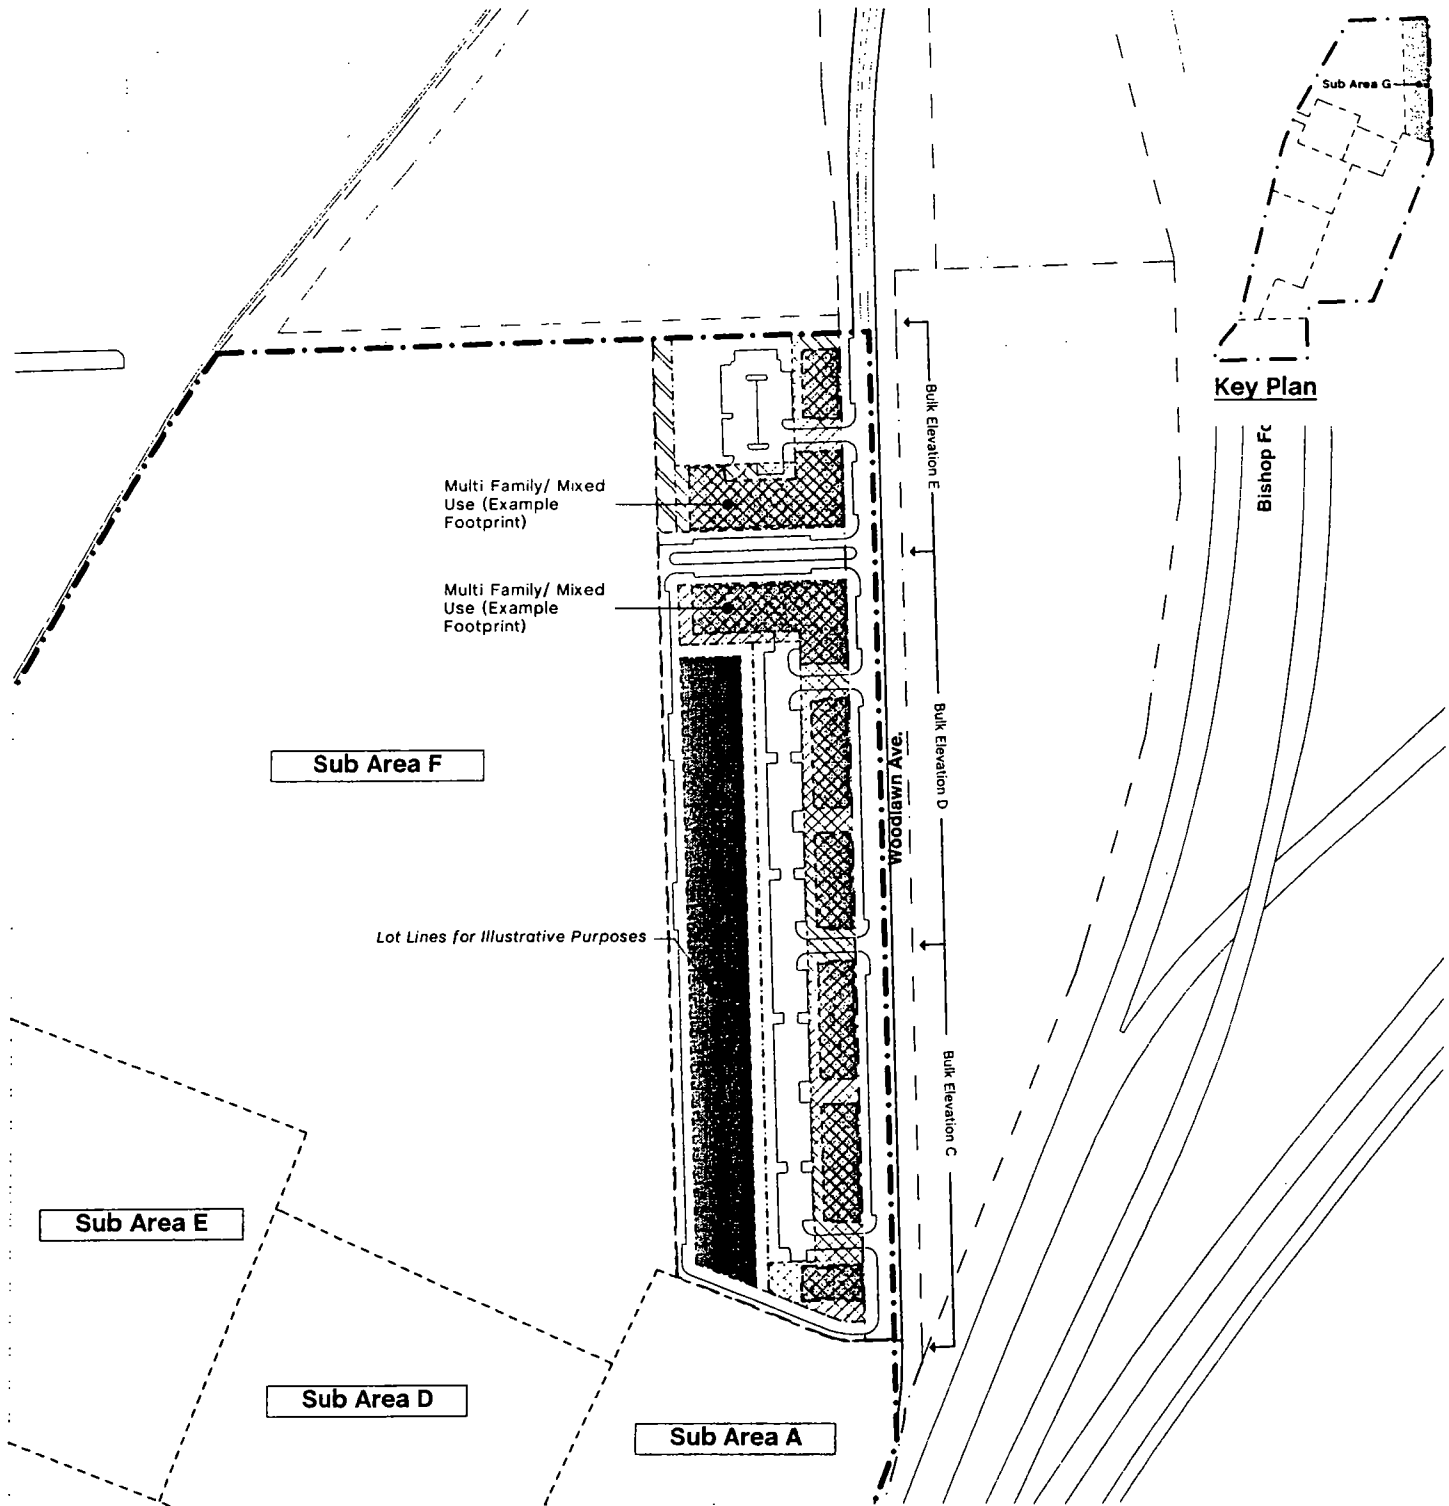 Sub Area G
Key Plan
Bishop Fo
Bulk Elevation E
Multi Family/ Mixed
Use (Example
Footprint)
Multi Family/ Mixed
Use (Example
Footprint)
Bulk Elevation D
Woodlawn Ave.
Sub Area F
Lot Lines for Illustrative Purposes
Bulk Elevation C
Sub Area E
Sub Area D
Sub Area A